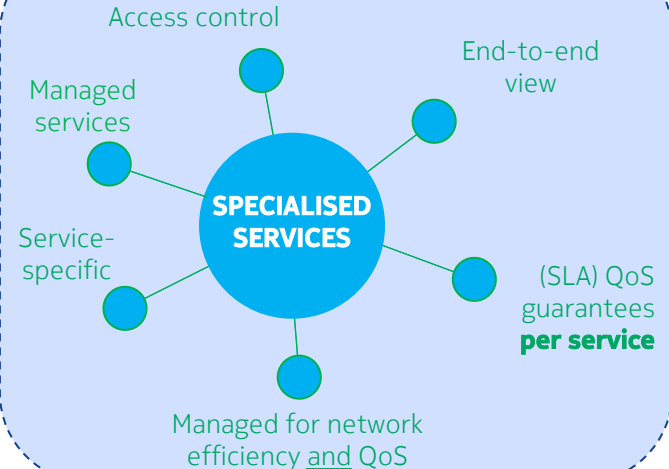 Access control
End-to-end
view
Managed
services
SPECIALISED
SERVICES
Service-
specific
(SLA) QoS
guarantees
per service
Managed for network
efficiency and QoS